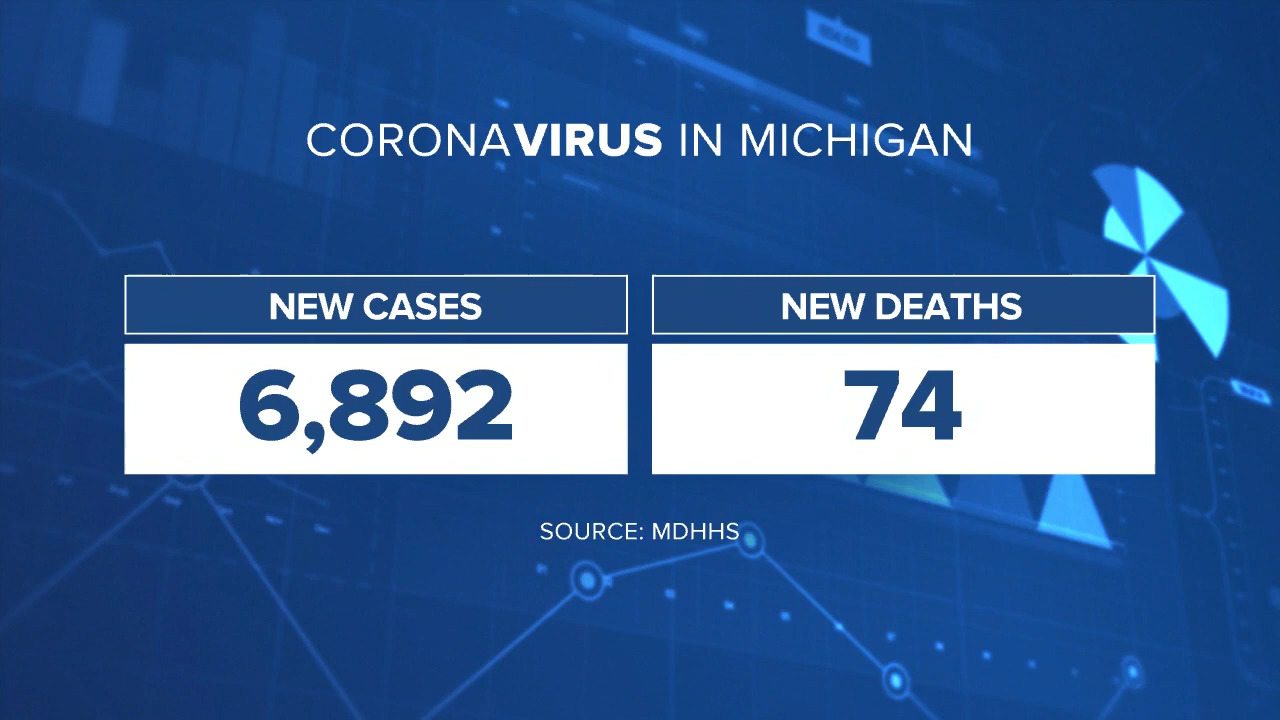 CORONAVIRUS IN MICHIGAN
NEW CASES
NEW DEATHS
6,892
74
SOURCE: MDHHS